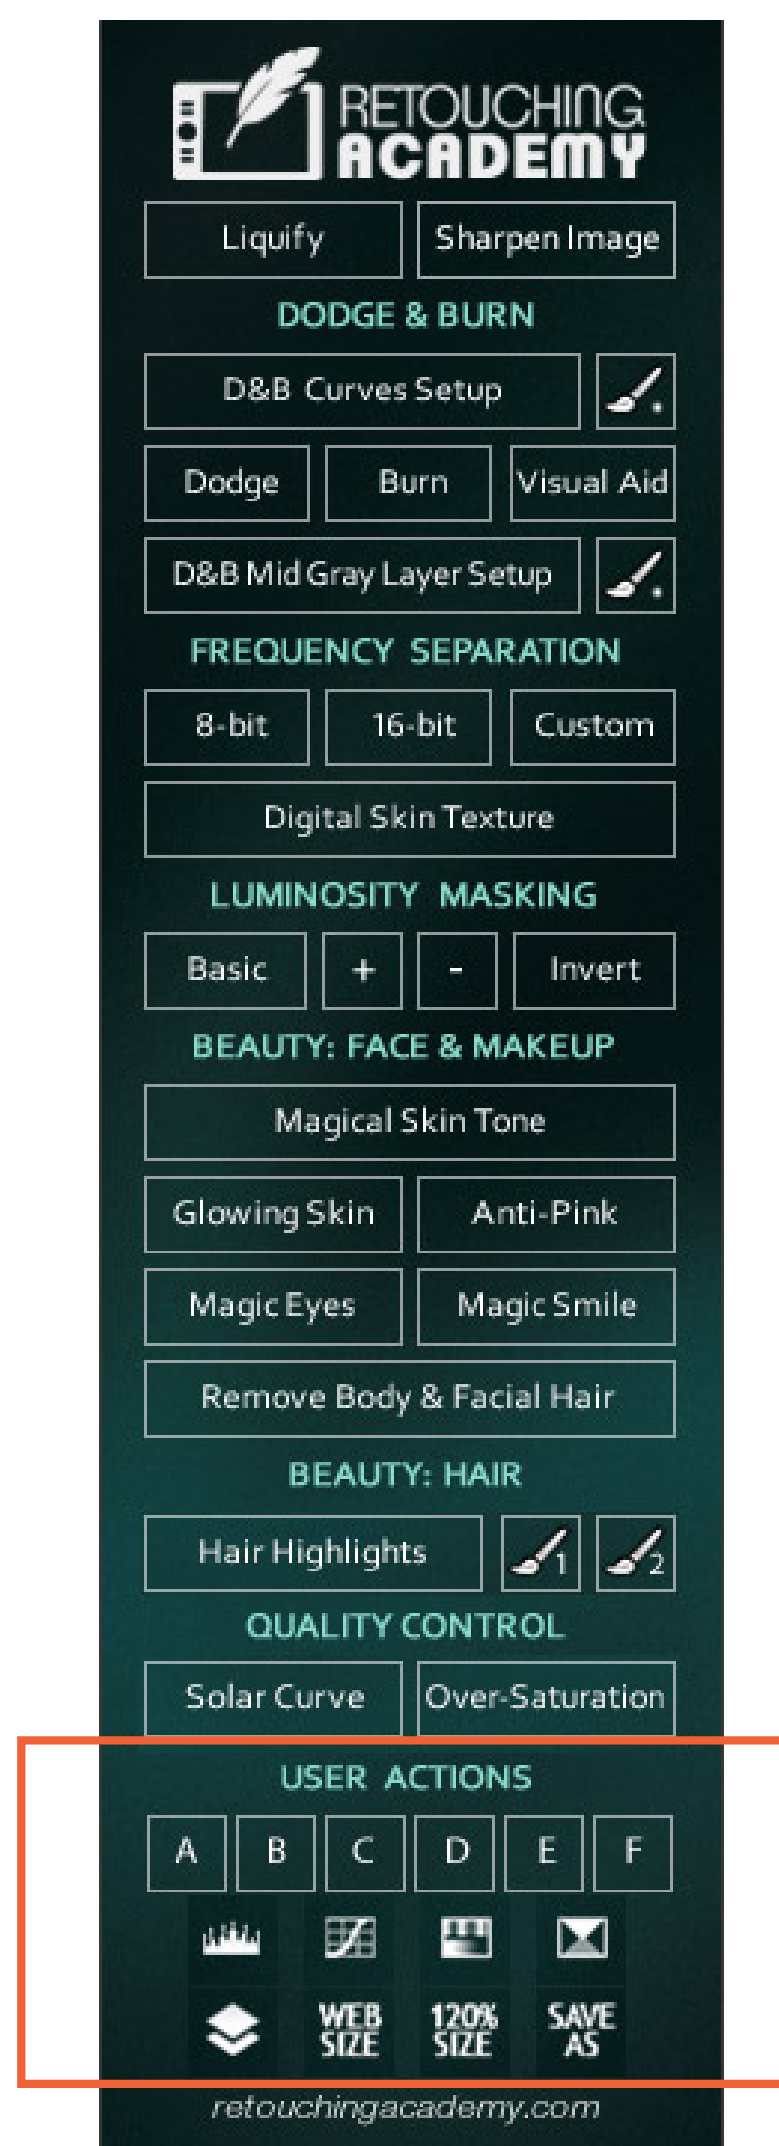 RETOUCHING
ACADEMY
Liquify Sharpen Image
DODGE & BURN
D&B Curves Setup
Dodge Burn Visual Aid
D&B Mid Gray Layer Setup
FREQUENCY SEPARATION
8-bit 16-bit Custom
Digital Skin Texture
LUMINOSITY MASKING
Basic + - Invert
BEAUTY: FACE & MAKEUP
Magical Skin Tone
Glowing Skin Anti-Pink
Magic Eyes Magic Smile
Remove Body & Facial Hair
BEAUTY: HAIR
Hair Highlights 1 2
QUALITY CONTROL
Solar Curve Over-Saturation
USER ACTIONS
A B C D E F
WEB SIZE 120% SIZE SAVE AS
retouchingacademy.com